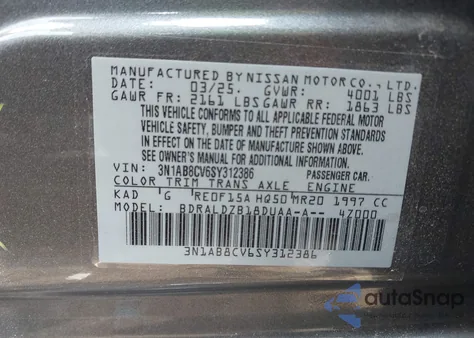 MANUFACTURED BY NISSAN MOTOR CO., LTD.
DATE: 03/25. GVWR: 4001 LBS
GAWR FR: 2161 LBS GAWR RR: 1863 LBS
THIS VEHICLE CONFORMS TO ALL APPLICABLE FEDERAL MOTOR
VEHICLE SAFETY, BUMPER AND THEFT PREVENTION STANDARDS
IN EFFECT ON THE DATE OF MANUFACTURE SHOWN ABOVE.
SEE OWNER'S MANUAL FOR ADDITIONAL INFORMATION.
VIN: 3N1AB8CV6SY312386 PASSENGER CAR.
COLOR TRIM TRANS AXLE ENGINE
KAD G RE0F15A HQ50 MR20 1997 CC
MODEL: BDRALDZB18DUAA-A-- 4Z000
3N1AB8CV6SY312386
autoSnap